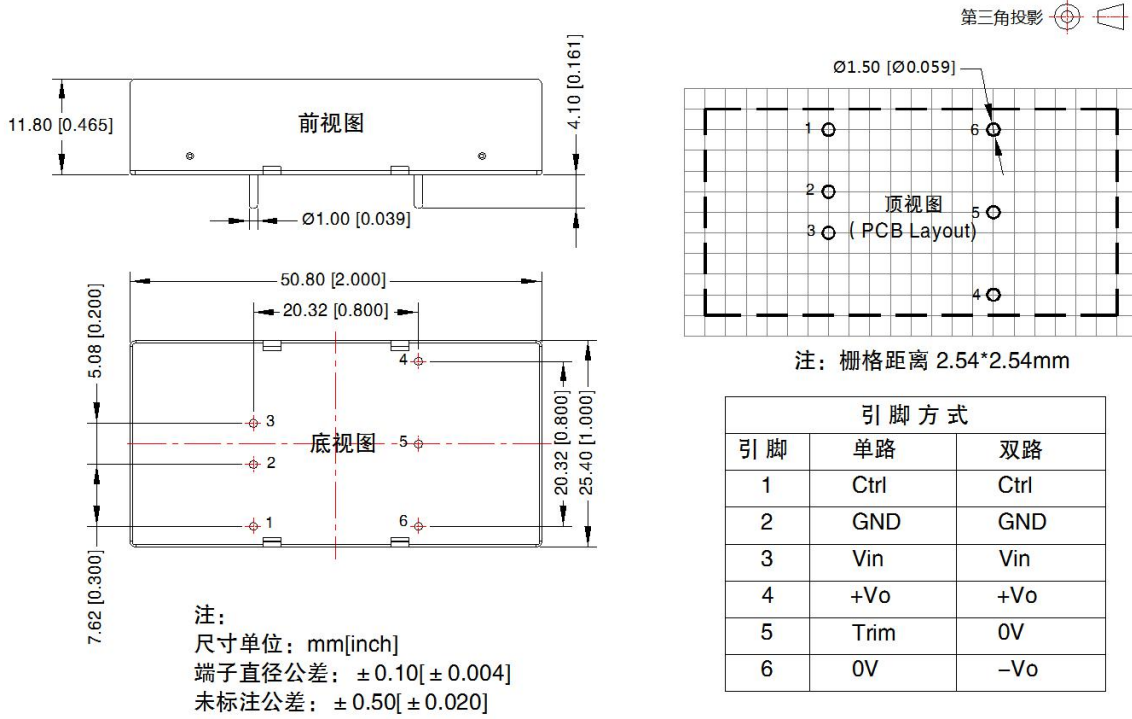 第三角投影
11.80 [0.465]
前视图
4.10 [0.161]
Ø1.00 [0.039]
50.80 [2.000]
20.32 [0.800]
5.08 [0.200]
7.62 [0.300]
4
3
底视图
5
2
1
6
20.32 [0.800]
25.40 [1.000]
注：
尺寸单位：mm[inch]
端子直径公差：±0.10[±0.004]
未标注公差：±0.50[±0.020]
Ø1.50 [Ø0.059]
1
6
2
顶视图
5
3
( PCB Layout)
4
注：栅格距离 2.54*2.54mm
引脚方式
引脚 单路 双路
1 Ctrl Ctrl
2 GND GND
3 Vin Vin
4 +Vo +Vo
5 Trim 0V
6 0V −Vo